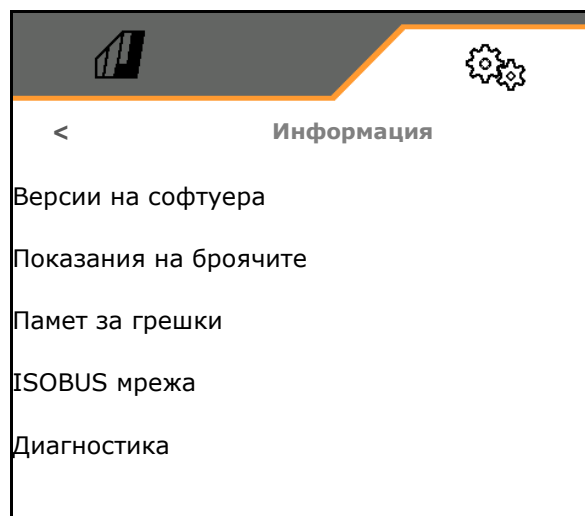 < Информация
Версии на софтуера
Показания на броячите
Памет за грешки
ISOBUS мрежа
Диагностика